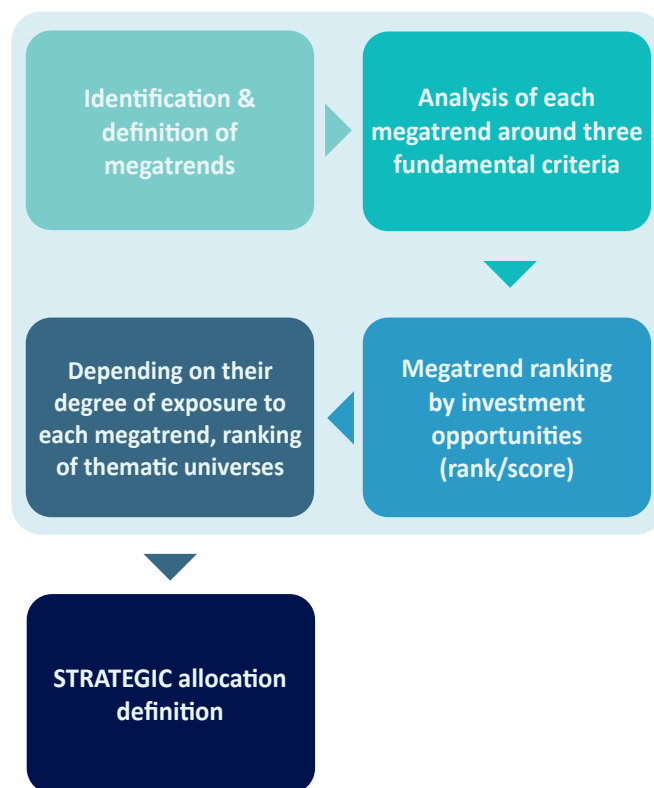 Identification &
definition of
megatrends
Analysis of each
megatrend around three
fundamental criteria
Megatrend ranking
by investment
opportunities
(rank/score)
Depending on their
degree of exposure to
each megatrend, ranking
of thematic universes
STRATEGIC allocation
definition